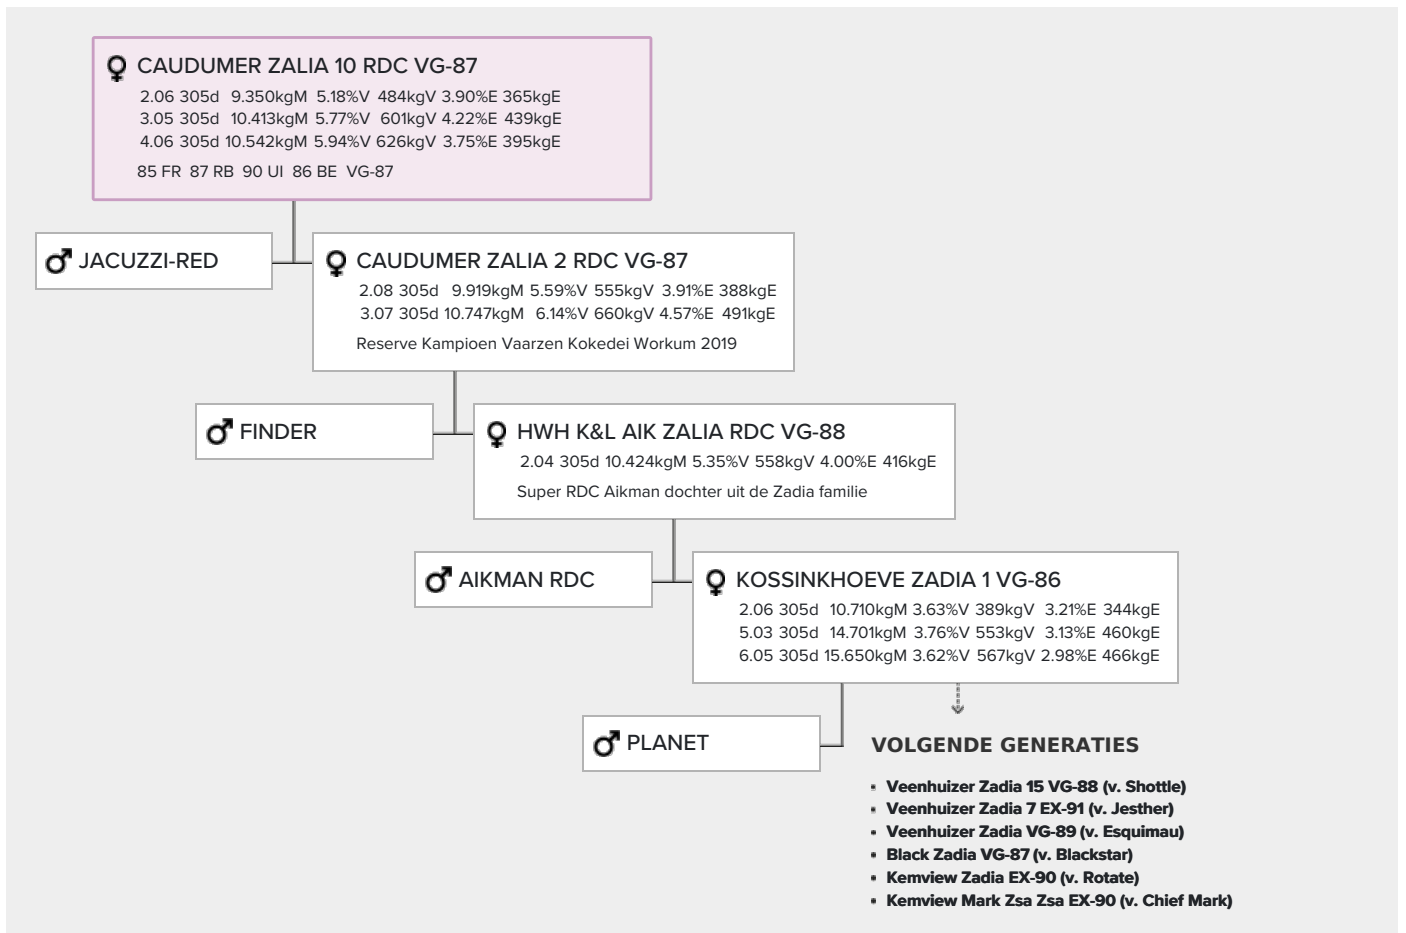 CAUDUMER ZALIA 10 RDC VG-87
2.06 305d 9.350kgM 5.18%V 484kgV 3.90%E 365kgE
3.05 305d 10.413kgM 5.77%V 601kgV 4.22%E 439kgE
4.06 305d 10.542kgM 5.94%V 626kgV 3.75%E 395kgE
85 FR 87 RB 90 UI 86 BE VG-87
JACUZZI-RED
CAUDUMER ZALIA 2 RDC VG-87
2.08 305d 9.919kgM 5.59%V 555kgV 3.91%E 388kgE
3.07 305d 10.747kgM 6.14%V 660kgV 4.57%E 491kgE
Reserve Kampioen Vaarzen Kokedei Workum 2019
FINDER
HWH K&L AIK ZALIA RDC VG-88
2.04 305d 10.424kgM 5.35%V 558kgV 4.00%E 416kgE
Super RDC Aikman dochter uit de Zadia familie
AIKMAN RDC
KOSSINKHOEVE ZADIA 1 VG-86
2.06 305d 10.710kgM 3.63%V 389kgV 3.21%E 344kgE
5.03 305d 14.701kgM 3.76%V 553kgV 3.13%E 460kgE
6.05 305d 15.650kgM 3.62%V 567kgV 2.98%E 466kgE
PLANET
VOLGENDE GENERATIES
Veenhuizer Zadia 15 VG-88 (v. Shottle)
Veenhuizer Zadia 7 EX-91 (v. Jesther)
Veenhuizer Zadia VG-89 (v. Esquimau)
Black Zadia VG-87 (v. Blackstar)
Kemview Zadia EX-90 (v. Rotate)
Kemview Mark Zsa Zsa EX-90 (v. Chief Mark)